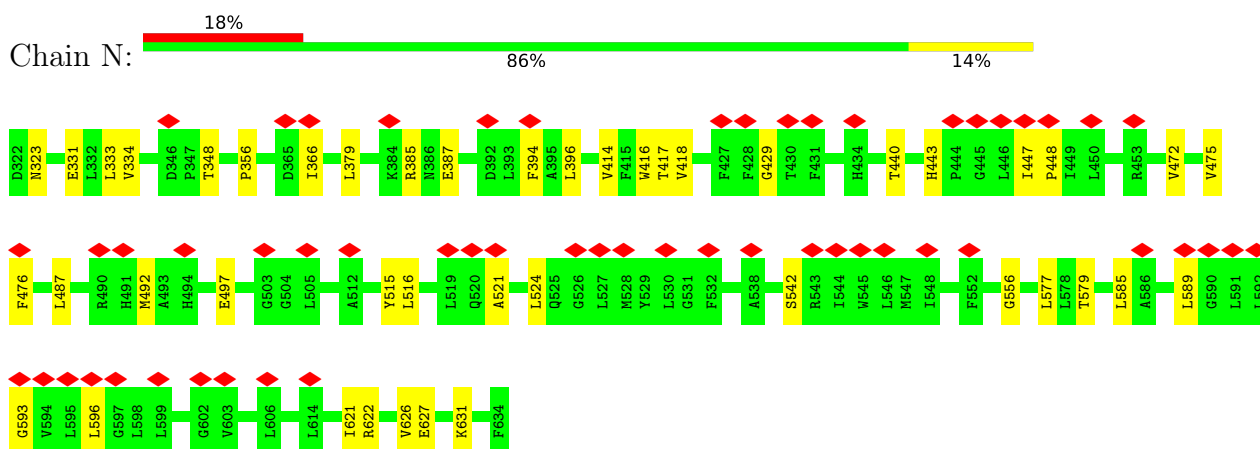 18%
Chain N:
86% 14%
D322 N323 E331 L332 L333 V334 D346 P347 T348 P356 D365 I366 L379 K384 R385 N386 E387 D392 L393 F394 A395 L396 V414 F415 W416 T417 V418 F427 F428 G429 T430 F431 H434 T440 H443 P444 G445 L446 I447 P448 I449 L450 R453 V472 V475
F476 L487 R490 H491 M492 A493 H494 E497 G503 G504 L505 A512 Y515 L516 L519 Q520 A521 L524 Q525 G526 L527 M528 Y529 L530 G531 F532 A538 S542 R543 I544 W545 L546 M547 I548 F552 G556 L577 L578 T579 L585 A586 L589 G590 L591
G593 V594 L595 L596 G597 L598 L599 G602 V603 L606 L614 I621 R622 V626 E627 K631 F634